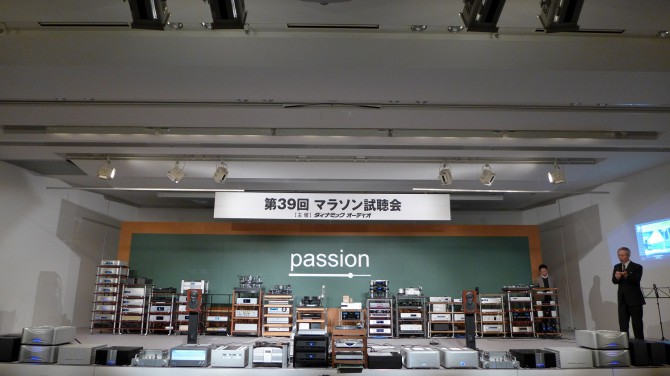 第39回 マラソン試聴会
[主催] ダイナミック オーディオ
passion